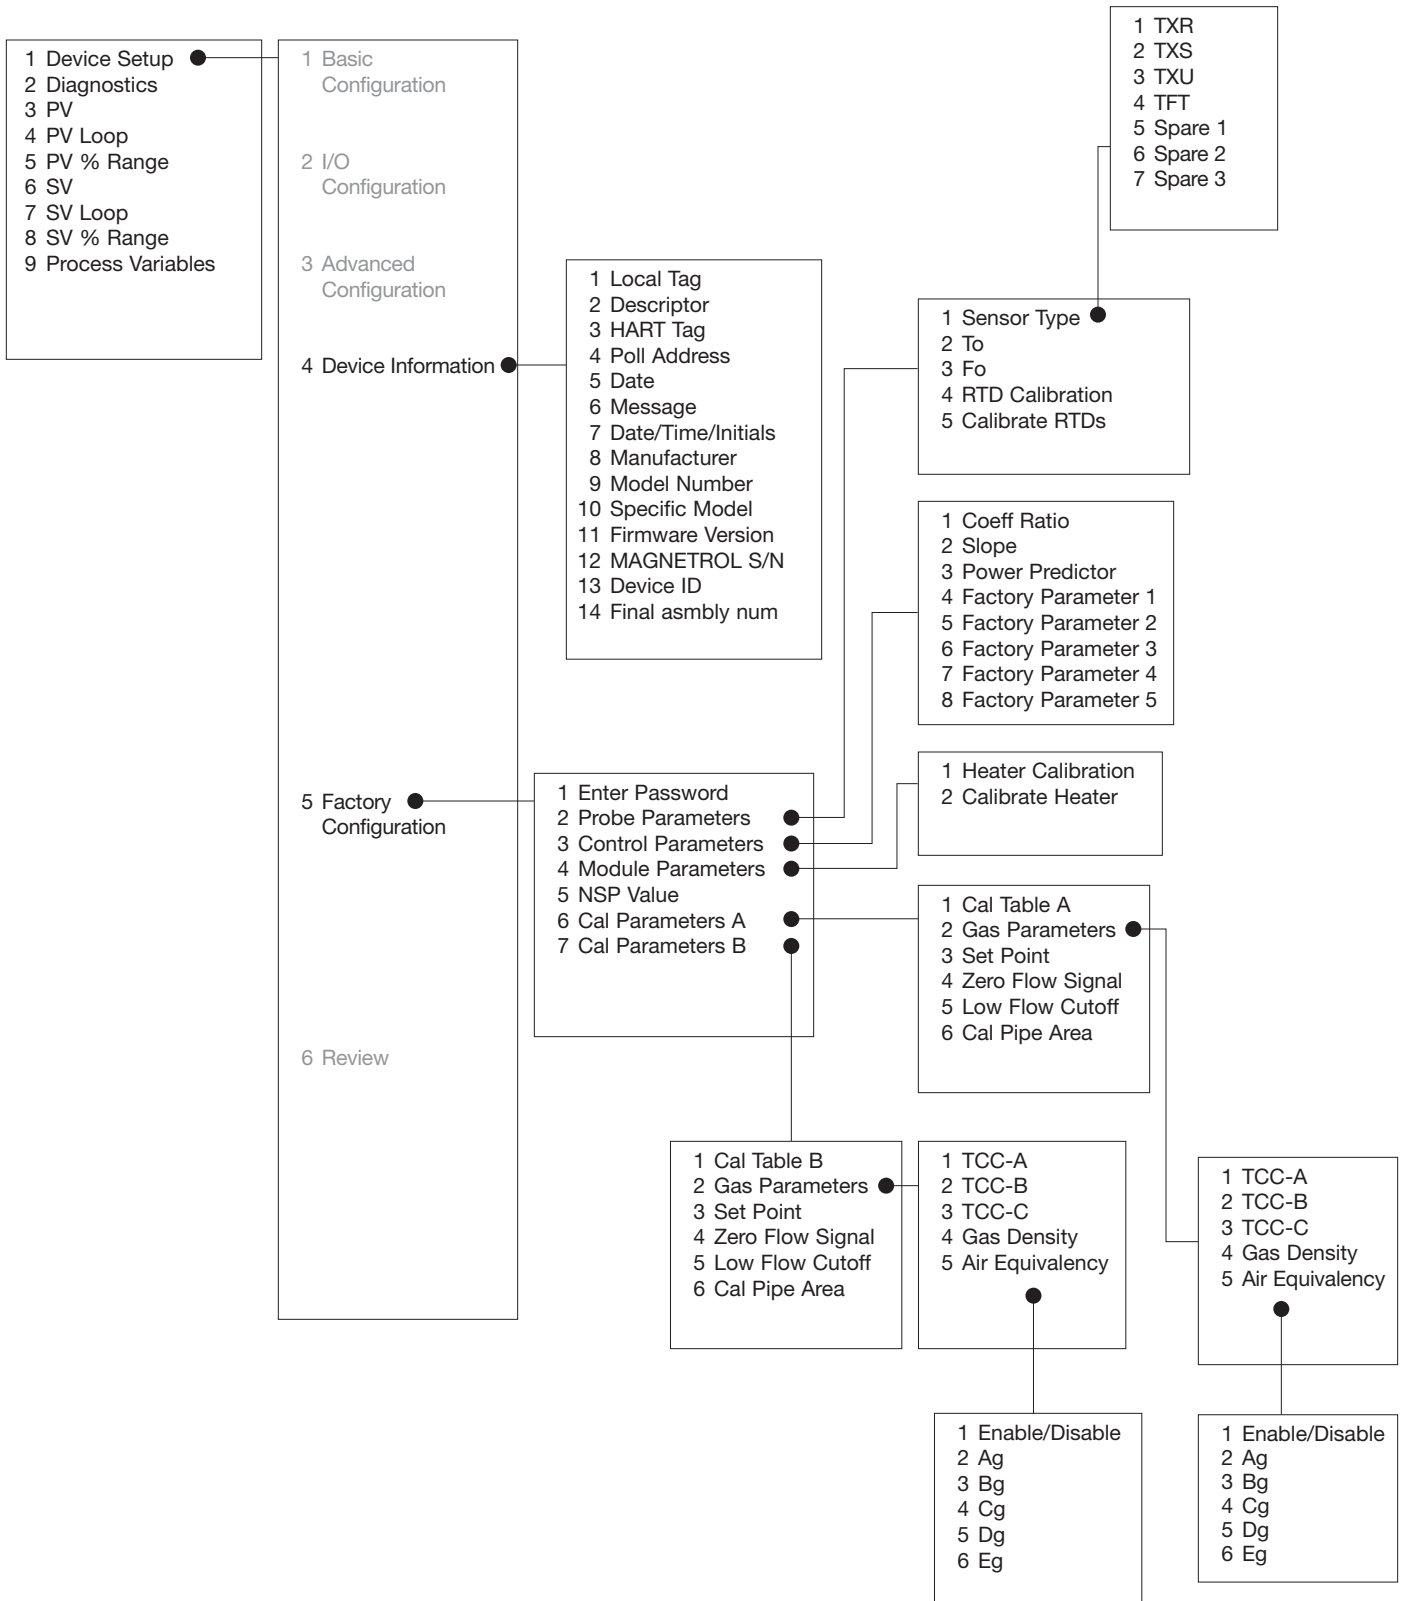 1 Device Setup
2 Diagnostics
3 PV
4 PV Loop
5 PV % Range
6 SV
7 SV Loop
8 SV % Range
9 Process Variables
1 Basic
Configuration
2 I/O
Configuration
3 Advanced
Configuration
4 Device Information
5 Factory
Configuration
6 Review
1 Local Tag
2 Descriptor
3 HART Tag
4 Poll Address
5 Date
6 Message
7 Date/Time/Initials
8 Manufacturer
9 Model Number
10 Specific Model
11 Firmware Version
12 MAGNETROL S/N
13 Device ID
14 Final asmbly num
1 Enter Password
2 Probe Parameters
3 Control Parameters
4 Module Parameters
5 NSP Value
6 Cal Parameters A
7 Cal Parameters B
1 TXR
2 TXS
3 TXU
4 TFT
5 Spare 1
6 Spare 2
7 Spare 3
1 Sensor Type
2 To
3 Fo
4 RTD Calibration
5 Calibrate RTDs
1 Coeff Ratio
2 Slope
3 Power Predictor
4 Factory Parameter 1
5 Factory Parameter 2
6 Factory Parameter 3
7 Factory Parameter 4
8 Factory Parameter 5
1 Heater Calibration
2 Calibrate Heater
1 Cal Table A
2 Gas Parameters
3 Set Point
4 Zero Flow Signal
5 Low Flow Cutoff
6 Cal Pipe Area
1 Cal Table B
2 Gas Parameters
3 Set Point
4 Zero Flow Signal
5 Low Flow Cutoff
6 Cal Pipe Area
1 TCC-A
2 TCC-B
3 TCC-C
4 Gas Density
5 Air Equivalency
1 TCC-A
2 TCC-B
3 TCC-C
4 Gas Density
5 Air Equivalency
1 Enable/Disable
2 Ag
3 Bg
4 Cg
5 Dg
6 Eg
1 Enable/Disable
2 Ag
3 Bg
4 Cg
5 Dg
6 Eg